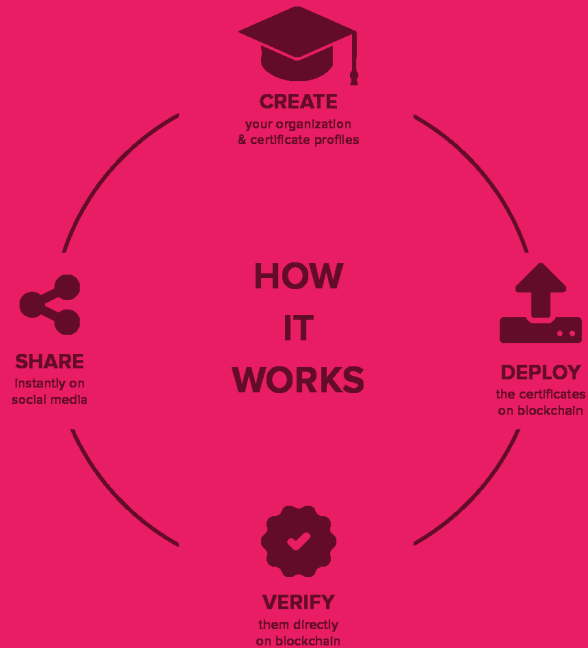 CREATE
your organization
& certificate profiles
HOW
IT
WORKS
DEPLOY
the certificates
on blockchain
VERIFY
them directly
on blockchain
SHARE
Instantly on
social media